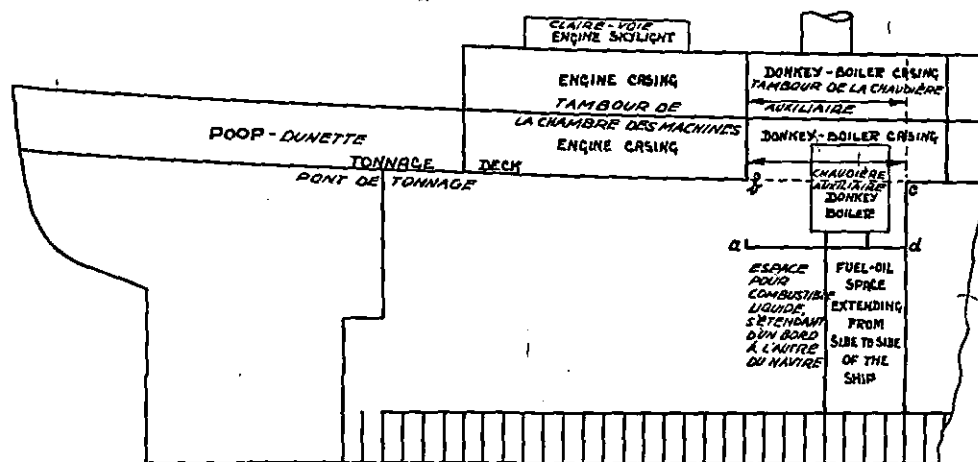 CLAIRE-VOIE
ENGINE SKYLIGHT
ENGINE CASING
TAMBOUR DE
LA CHAMBRE DES MACHINES
ENGINE CASING
DONKEY-BOILER CASING
TAMBOUR DE LA CHAUDIÈRE
AUXILIAIRE
DONKEY-BOILER CASING
POOP-DUNETTE
TONNAGE DECK
PONT DE TONNAGE
b
c
CHAUDIÈRE
AUXILIAIRE
DONKEY
BOILER
a
d
ESPACE
POUR
COMBUSTIBLE
LIQUIDE,
S'ÉTENDANT
D'UN BORD
À L'AUTRE
DU NAVIRE
FUEL-OIL
SPACE
EXTENDING
FROM
SIDE TO SIDE
OF THE
SHIP